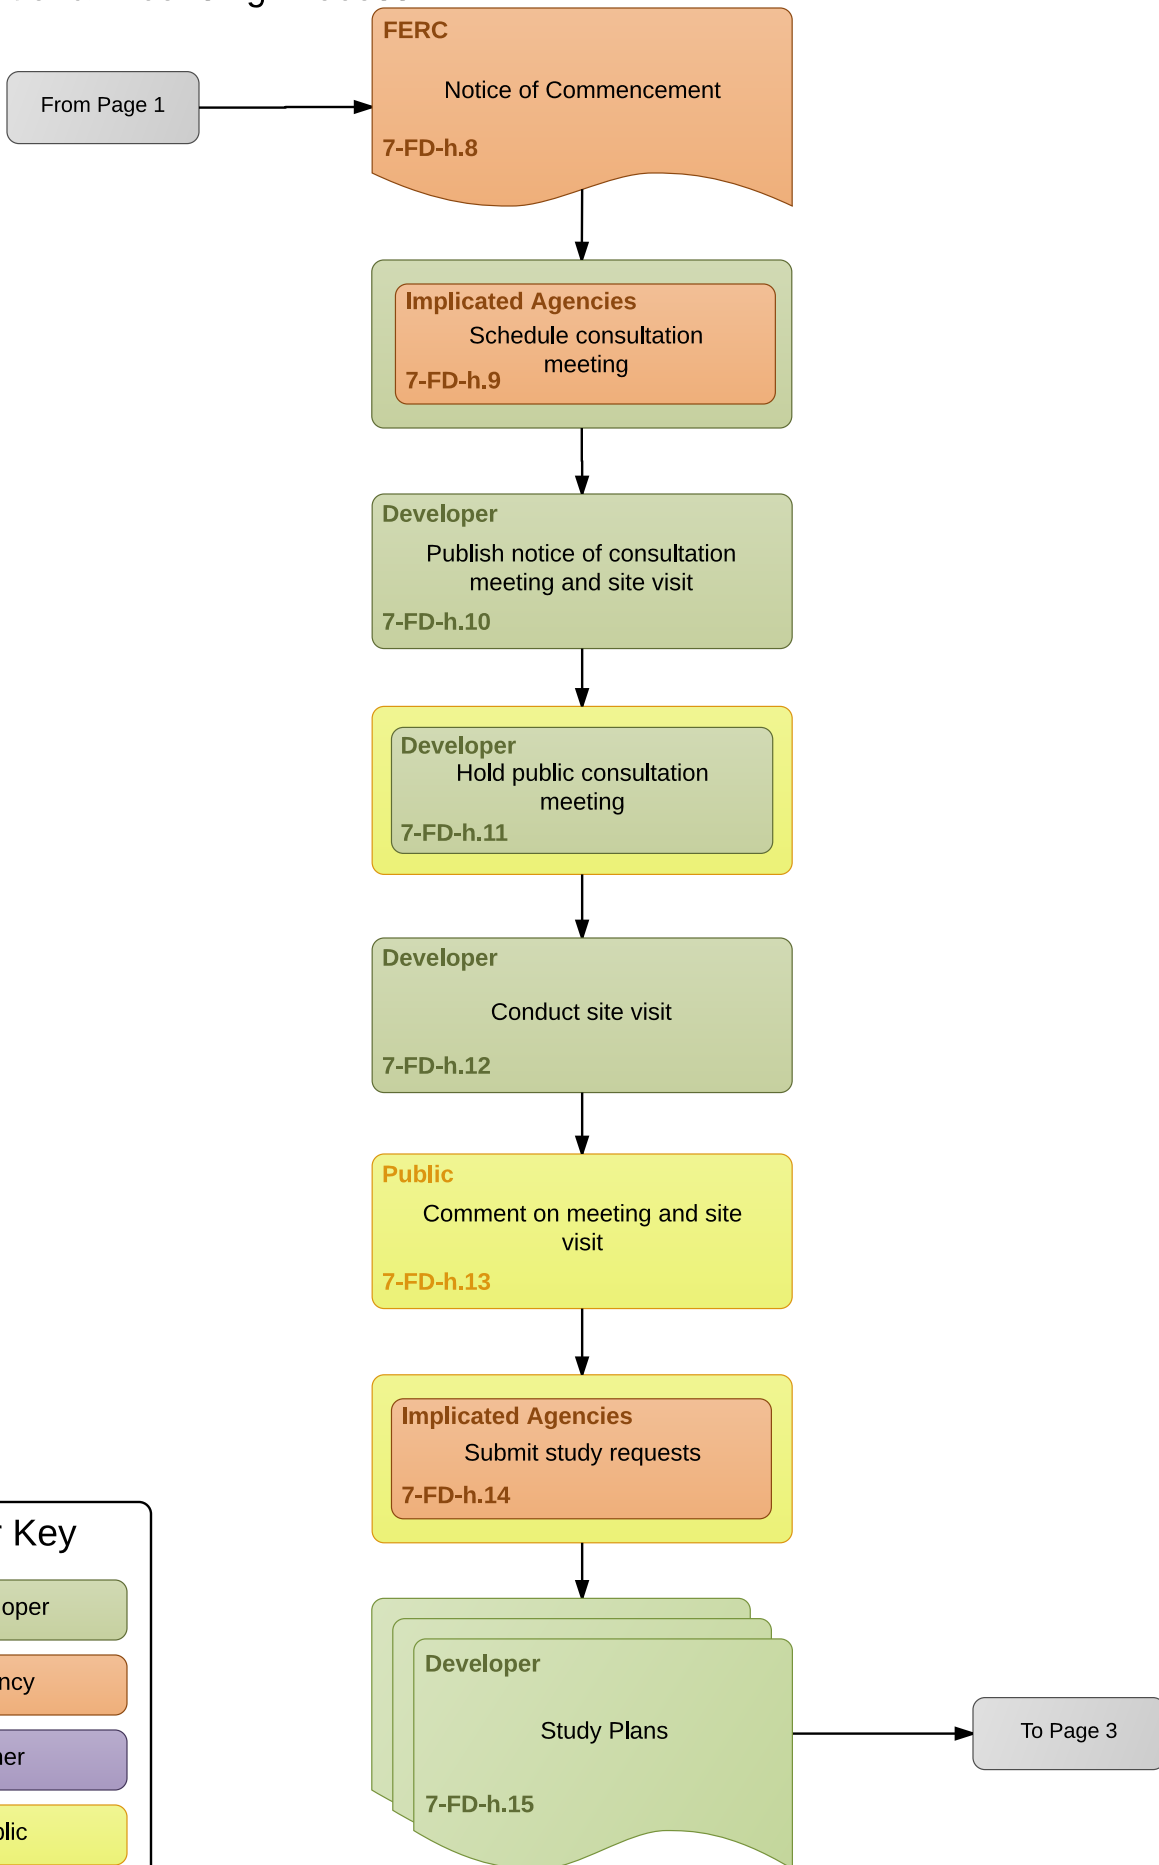 FERC
Notice of Commencement
7-FD-h.8
From Page 1
Implicated Agencies
Schedule consultation
meeting
7-FD-h.9
Developer
Publish notice of consultation
meeting and site visit
7-FD-h.10
Developer
Hold public consultation
meeting
7-FD-h.11
Developer
Conduct site visit
7-FD-h.12
Public
Comment on meeting and site
visit
7-FD-h.13
Implicated Agencies
Submit study requests
7-FD-h.14
Developer
Study Plans
7-FD-h.15
To Page 3
Key
oper
ncy
er
lic